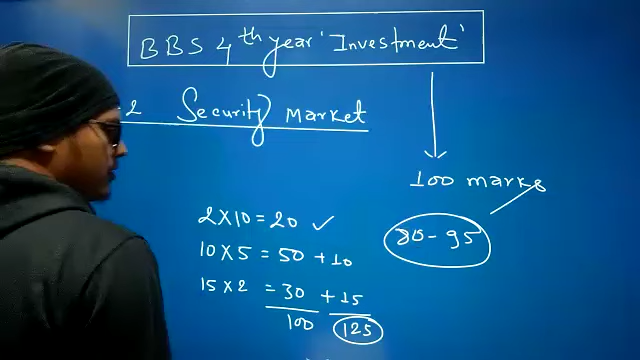 BBS 4th year 'Investment'
2 Security market
100 marks
80-95
2 X 10 = 20 ✓
10 X 5 = 50 + 10
15 X 2 = 30 + 15
100 125